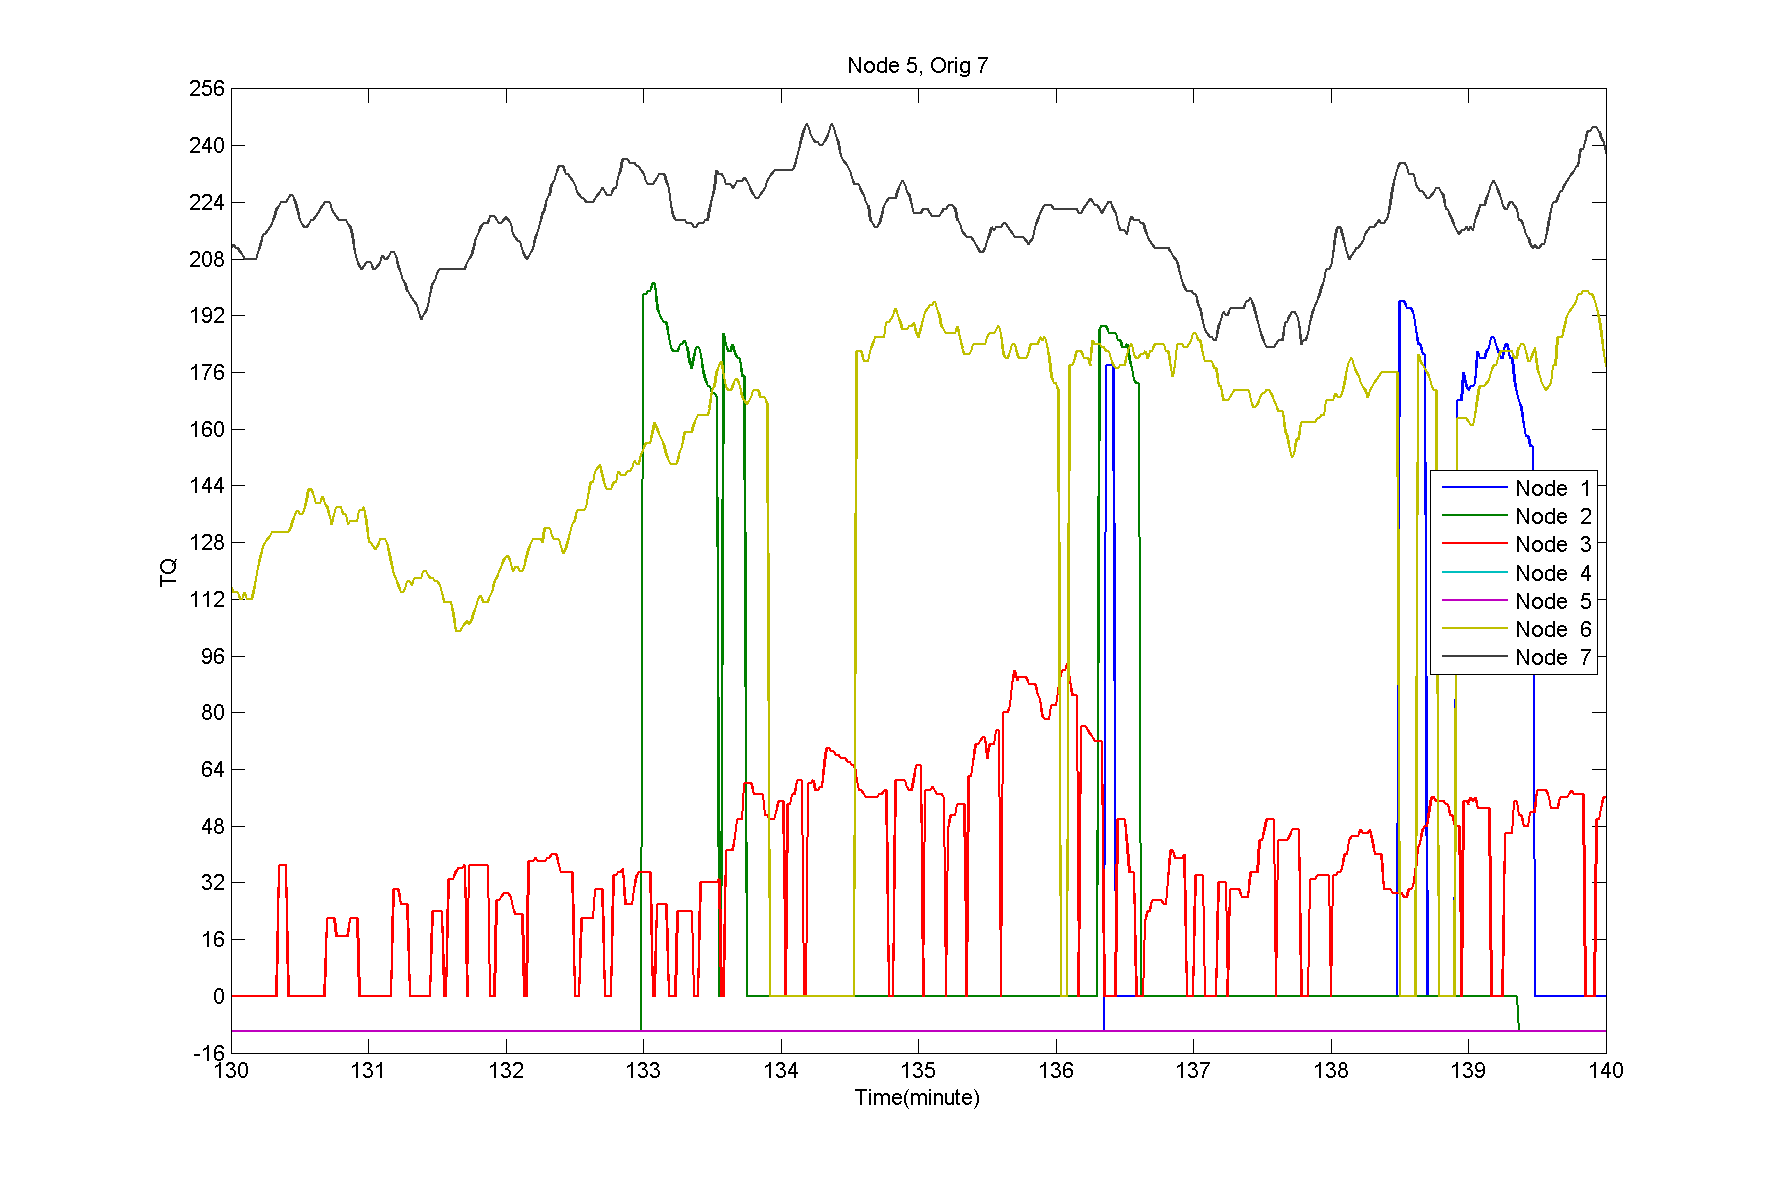 Node 5, Orig 7
256
240
224
208
192
176
160
144
128
112
96
80
64
48
32
16
0
-16
TQ
Node 1
Node 2
Node 3
Node 4
Node 5
Node 6
Node 7
130 131 132 133 134 135 136 137 138 139 140
Time(minute)